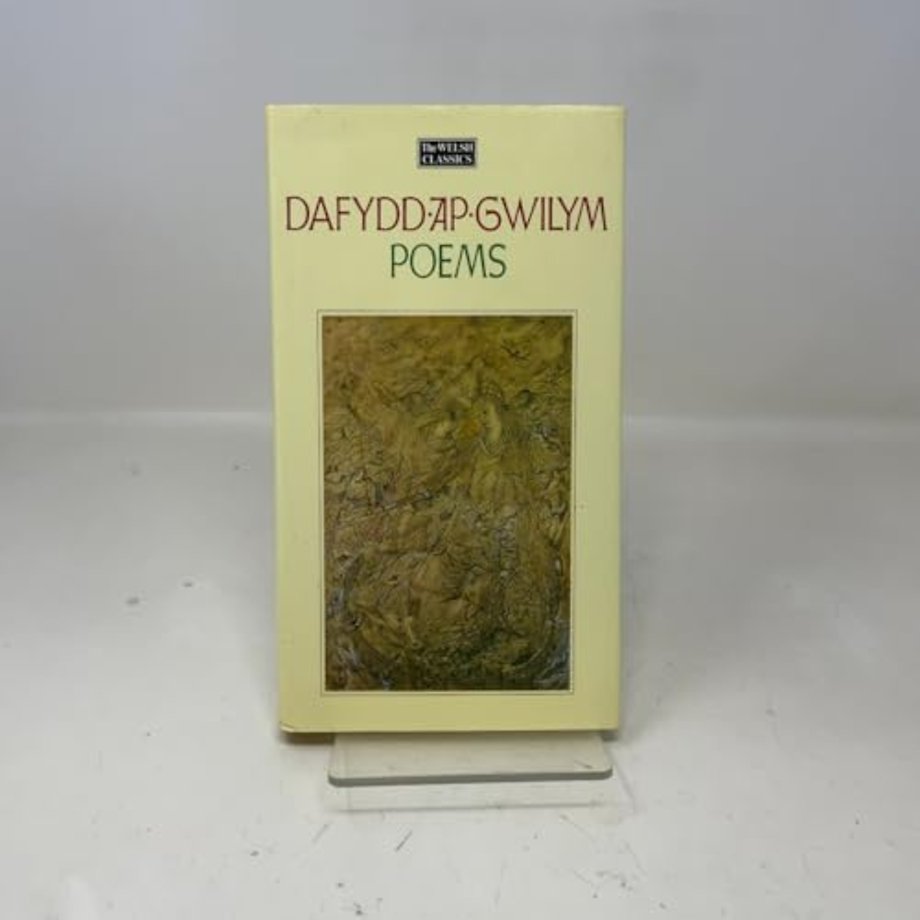 The WELSH
CLASSICS
DAFYDD·AP·GWILYM
POEMS